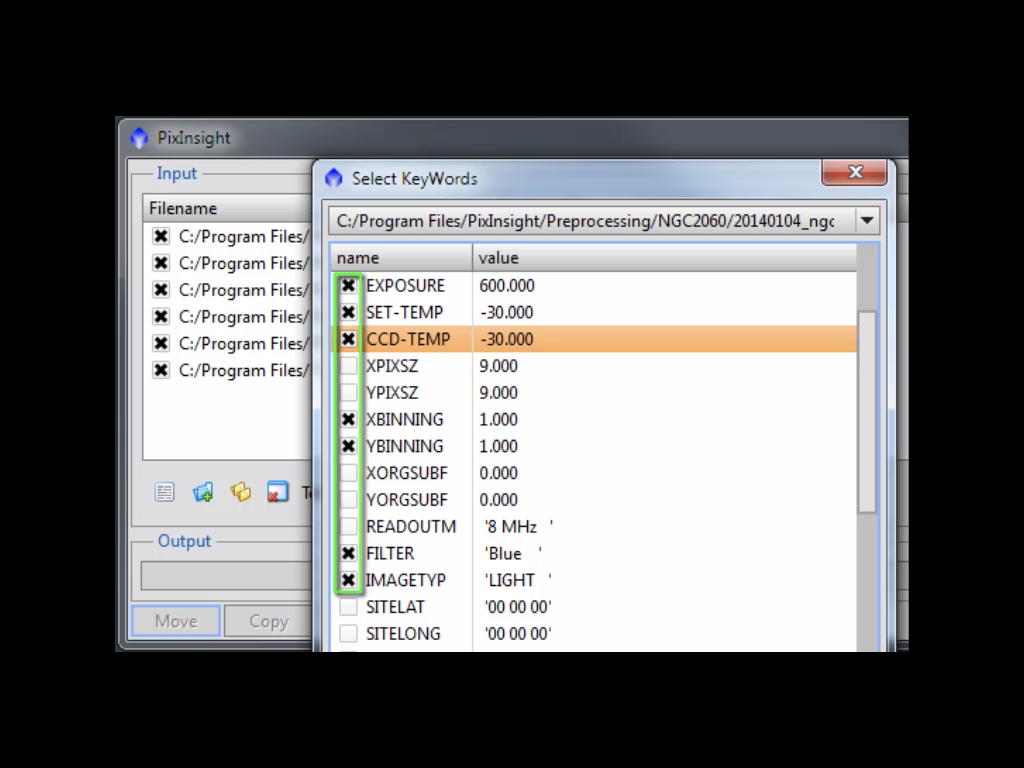 PixInsight
Input
Filename
C:/Program Files/
C:/Program Files/
C:/Program Files/
C:/Program Files/
C:/Program Files/
C:/Program Files/
Output
Move Copy
Select KeyWords
C:/Program Files/PixInsight/Preprocessing/NGC2060/20140104_ngc
name value
EXPOSURE 600.000
SET-TEMP -30.000
CCD-TEMP -30.000
XPIXSZ 9.000
YPIXSZ 9.000
XBINNING 1.000
YBINNING 1.000
XORGSUBF 0.000
YORGSUBF 0.000
READOUTM '8 MHz '
FILTER 'Blue '
IMAGETYP 'LIGHT '
SITELAT '00 00 00'
SITELONG '00 00 00'